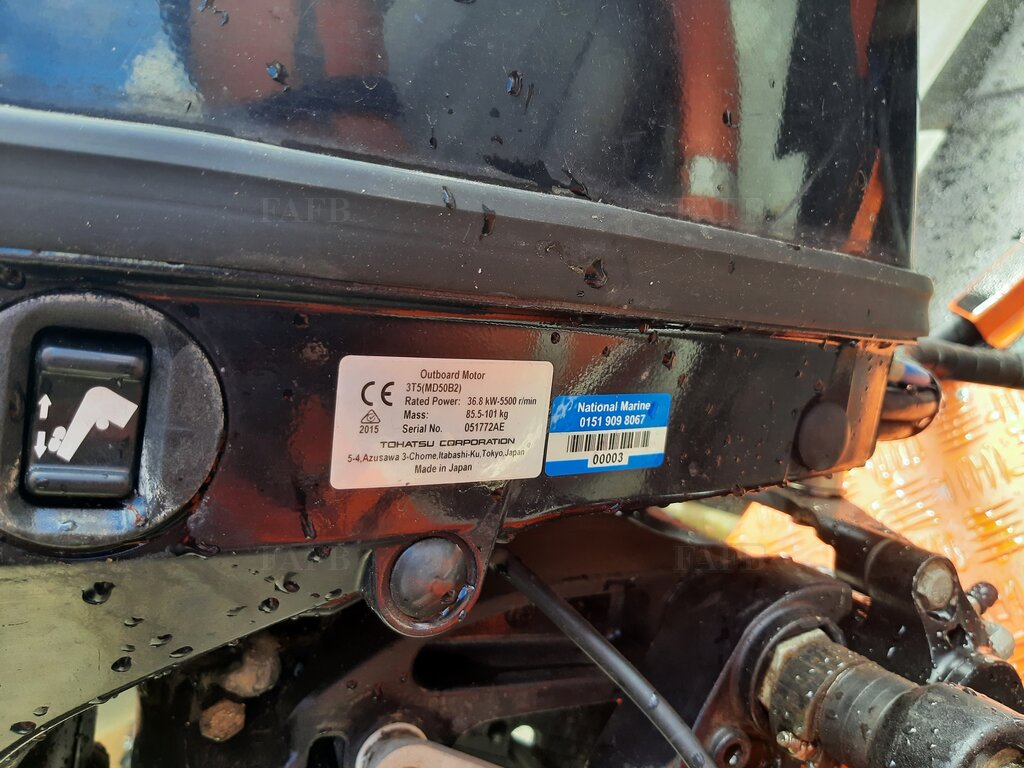 FAFB FAFB
Outboard Motor
CE 3T5(MD50B2)
Rated Power: 36.8 kW-5500 r/min
Mass: 85.5-101 kg
2015 Serial No. 051772AE
TOHATSU CORPORATION
5-4,Azusawa 3-Chome,Itabashi-Ku,Tokyo,Japan
Made in Japan
National Marine
0151 909 8067
00003
FAFB FAFB